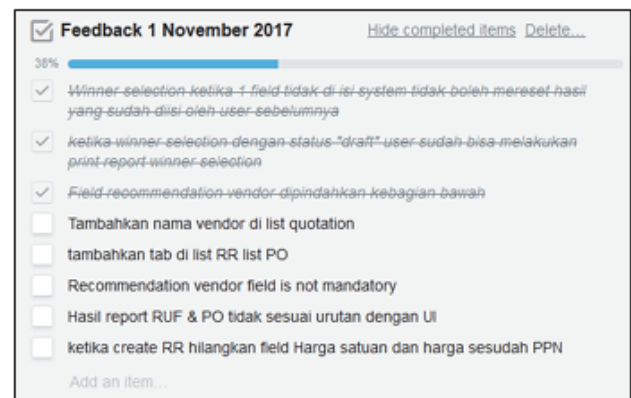 Feedback 1 November 2017 Hide completed items Delete...
38%
Winner selection ketika 1 field tidak di isi system tidak boleh mereset hasil
yang sudah diisi oleh user sebelumnya
ketika winner selection dengan status "draft" user sudah bisa melakukan
print report winner selection
Field recommendation vendor dipindahkan kebagian bawah
Tambahkan nama vendor di list quotation
tambahkan tab di list RR list PO
Recommendation vendor field is not mandatory
Hasil report RUF & PO tidak sesuai urutan dengan UI
ketika create RR hilangkan field Harga satuan dan harga sesudah PPN
Add an item...